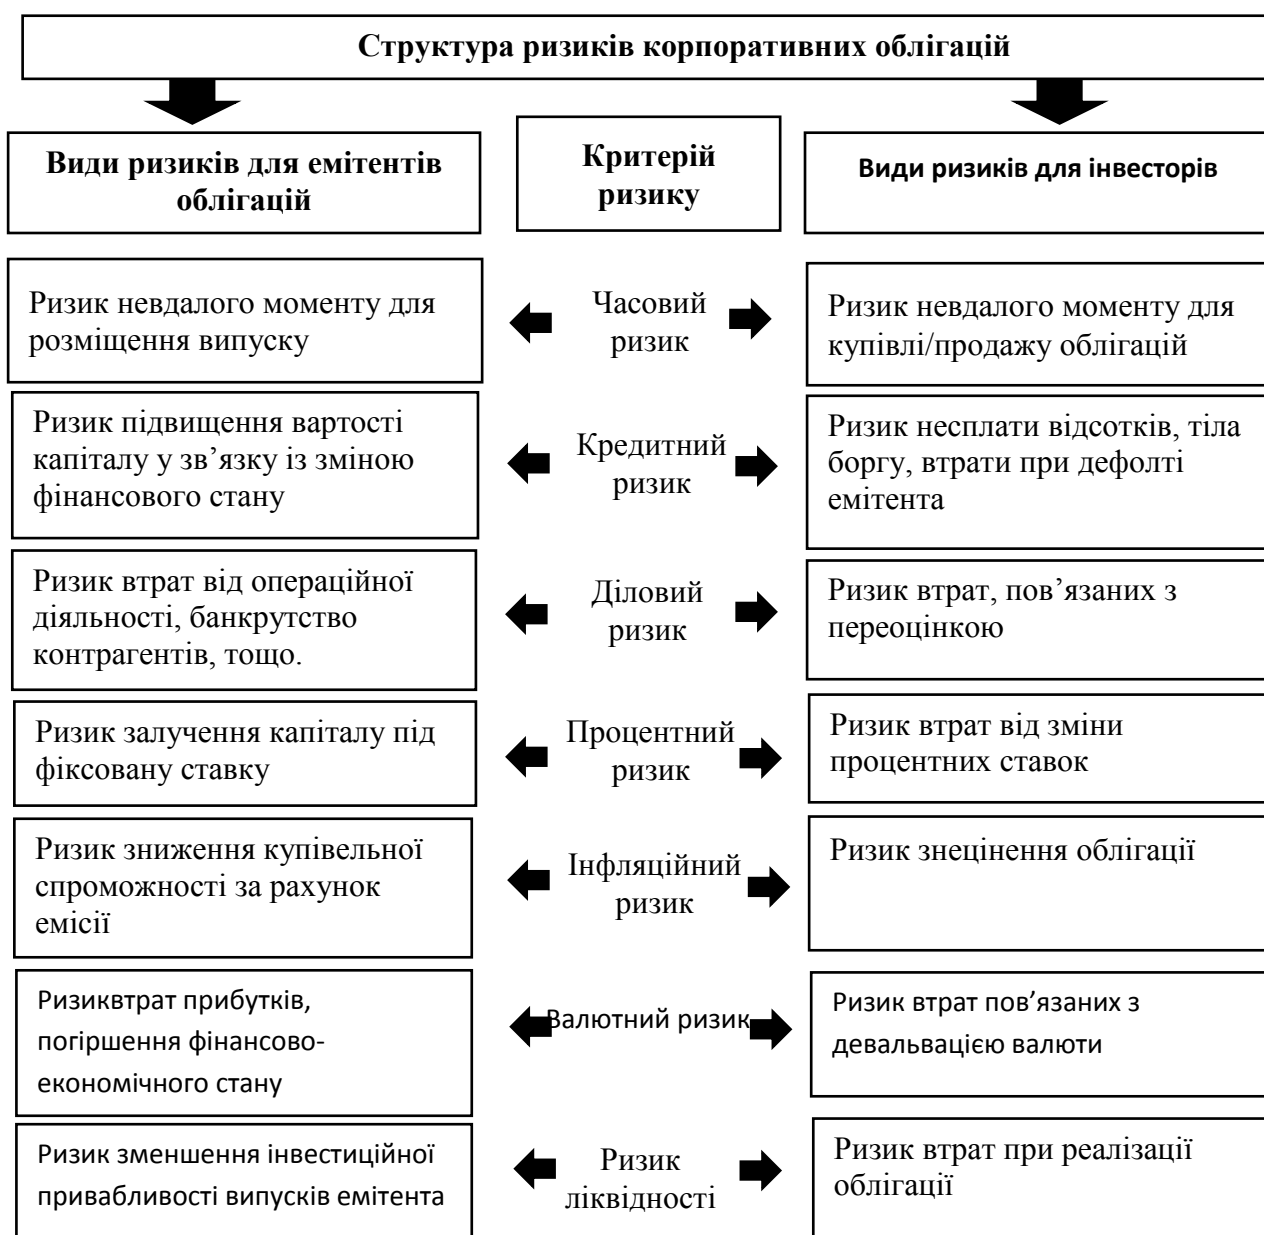 Структура ризиків корпоративних облігацій
Види ризиків для емітентів
облігацій
Критерій
ризику
Види ризиків для інвесторів
Ризик невдалого моменту для
розміщення випуску
Часовий
ризик
Ризик невдалого моменту для
купівлі/продажу облігацій
Ризик підвищення вартості
капіталу у зв’язку із зміною
фінансового стану
Кредитний
ризик
Ризик несплати відсотків, тіла
боргу, втрати при дефолті
емітента
Ризик втрат від операційної
діяльності, банкрутство
контрагентів, тощо.
Діловий
ризик
Ризик втрат, пов’язаних з
переоцінкою
Ризик залучення капіталу під
фіксовану ставку
Процентний
ризик
Ризик втрат від зміни
процентних ставок
Ризик зниження купівельної
спроможності за рахунок
емісії
Інфляційний
ризик
Ризик знецінення облігації
Ризиквтрат прибутків,
погіршення фінансово-
економічного стану
Валютний ризик
Ризик втрат пов’язаних з
девальвацією валюти
Ризик зменшення інвестиційної
привабливості випусків емітента
Ризик
ліквідності
Ризик втрат при реалізації
облігації